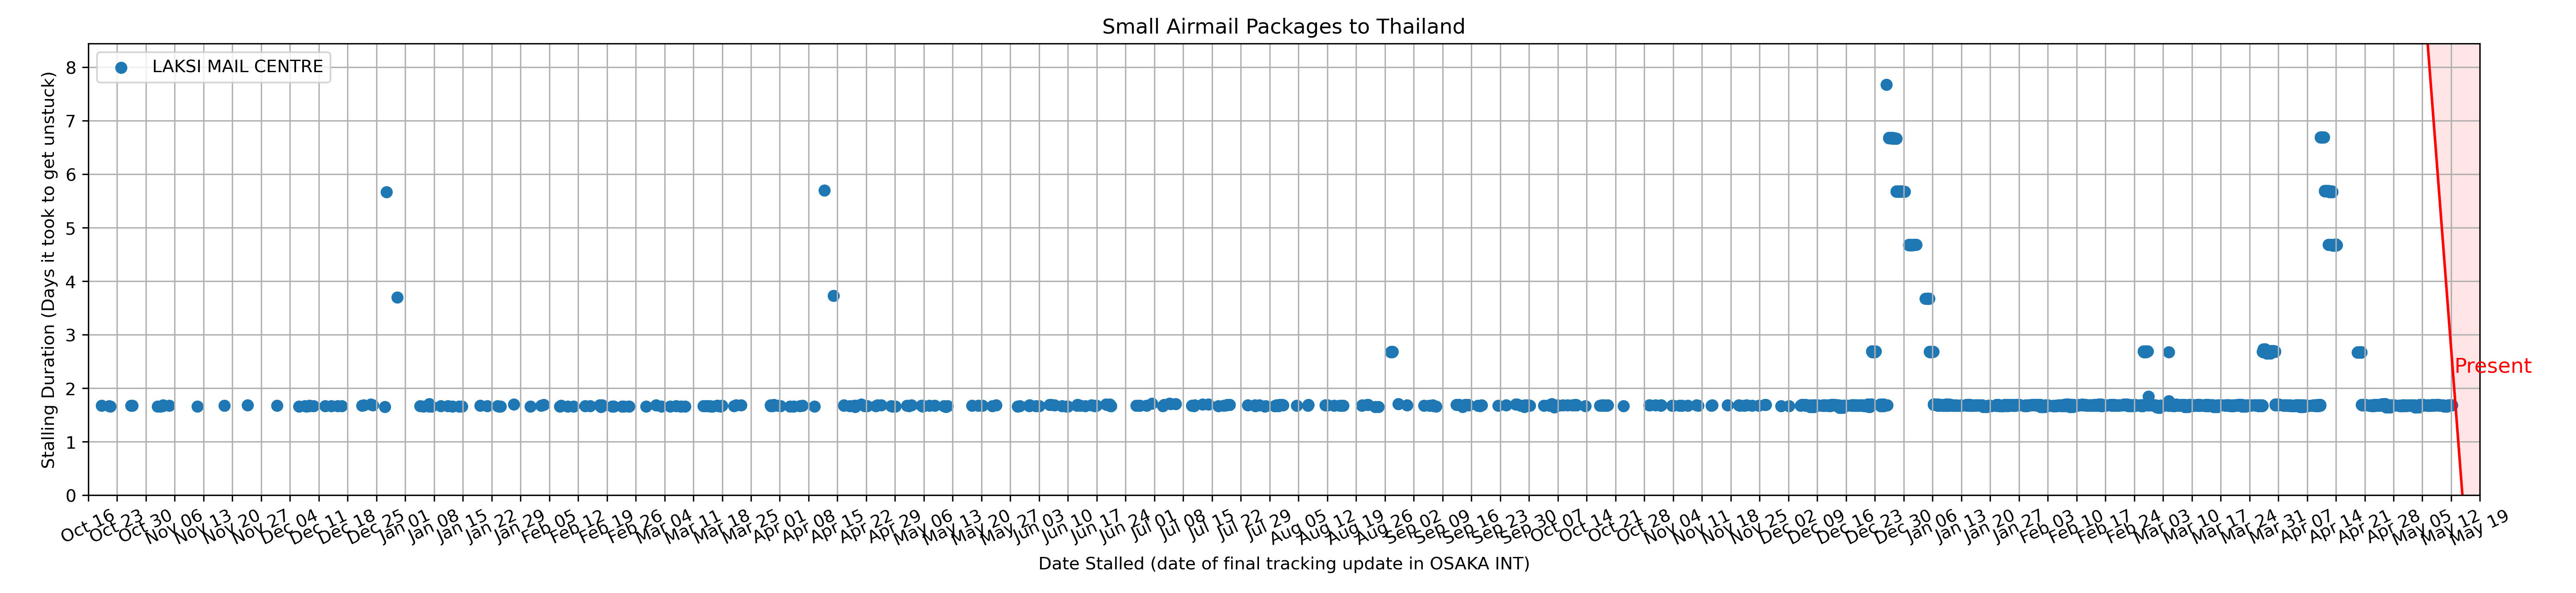 Small Airmail Packages to Thailand
LAKSI MAIL CENTRE
Stalling Duration (Days it took to get unstuck)
8
7
6
5
4
3
2
1
0
Present
Oct 16
Oct 23
Oct 30
Nov 06
Nov 13
Nov 20
Nov 27
Dec 04
Dec 11
Dec 18
Dec 25
Jan 01
Jan 08
Jan 15
Jan 22
Jan 29
Feb 05
Feb 12
Feb 19
Feb 26
Mar 04
Mar 11
Mar 18
Mar 25
Apr 01
Apr 08
Apr 15
Apr 22
Apr 29
May 06
May 13
May 20
May 27
Jun 03
Jun 10
Jun 17
Jun 24
Jul 01
Jul 08
Jul 15
Jul 22
Jul 29
Aug 05
Aug 12
Aug 19
Aug 26
Sep 02
Sep 09
Sep 16
Sep 23
Sep 30
Oct 07
Oct 14
Oct 21
Oct 28
Nov 04
Nov 11
Nov 18
Nov 25
Dec 02
Dec 09
Dec 16
Dec 23
Dec 30
Jan 06
Jan 13
Jan 20
Jan 27
Feb 03
Feb 10
Feb 17
Feb 24
Mar 03
Mar 10
Mar 17
Mar 24
Mar 31
Apr 07
Apr 14
Apr 21
Apr 28
May 05
May 12
May 19
Date Stalled (date of final tracking update in OSAKA INT)